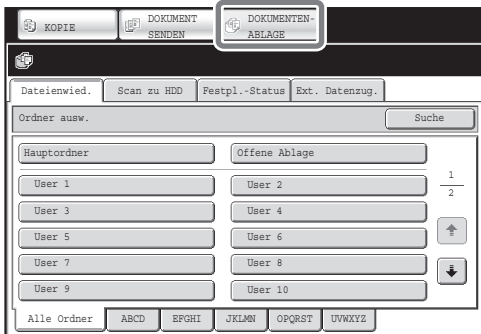 KOPIE
DOKUMENT
SENDEN
DOKUMENTEN-
ABLAGE
Dateienwied.
Scan zu HDD
Festpl.-Status
Ext. Datenzug.
Ordner ausw.
Suche
Hauptordner
Offene Ablage
User 1
User 2
User 3
User 4
User 5
User 6
User 7
User 8
User 9
User 10
1
2
Alle Ordner
ABCD
EFGHI
JKLMN
OPQRST
UVWXYZ